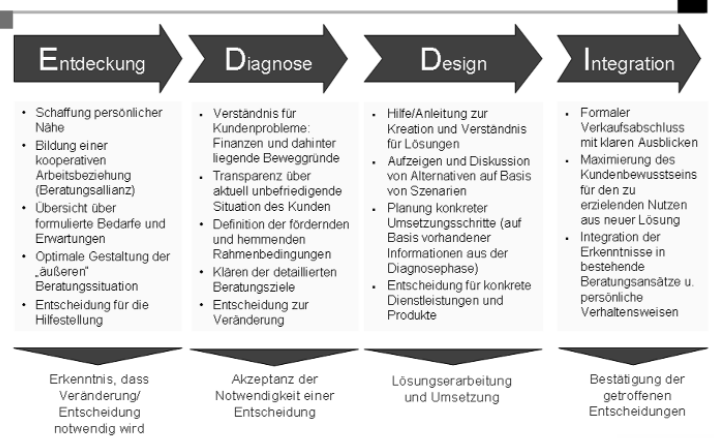 Entdeckung
Diagnose
Design
Integration
• Schaffung persönlicher
Nähe
• Bildung einer
kooperativen
Arbeitsbeziehung
(Beratungsallianz)
• Übersicht über
formulierte Bedarfe und
Erwartungen
• Optimale Gestaltung der
„äußeren"
Beratungssituation
• Entscheidung für die
Hilfestellung
• Verständnis für
Kundenprobleme:
Finanzen und dahinter
liegende Beweggründe
• Transparenz über
aktuell unbefriedigende
Situation des Kunden
• Definition der fördernden
und hemmenden
Rahmenbedingungen
• Klären der detaillierten
Beratungsziele
• Entscheidung zur
Veränderung
• Hilfe/Anleitung zur
Kreation und Verständnis
für Lösungen
• Aufzeigen und Diskussion
von Alternativen auf Basis
von Szenarien
• Planung konkreter
Umsetzungsschritte (auf
Basis vorhandener
Informationen aus der
Diagnosephase)
• Entscheidung für konkrete
Dienstleistungen und
Produkte
• Formaler
Verkaufsabschluss
mit klaren Ausblicken
• Maximierung des
Kundenbewusstseins
für den zu
erzielenden Nutzen
aus neuer Lösung
• Integration der
Erkenntnisse in
bestehende
Beratungsansätze u.
persönliche
Verhaltensweisen
Erkenntnis, dass
Veränderung/
Entscheidung
notwendig wird
Akzeptanz der
Notwendigkeit einer
Entscheidung
Lösungserarbeitung
und Umsetzung
Bestätigung der
getroffenen
Entscheidungen